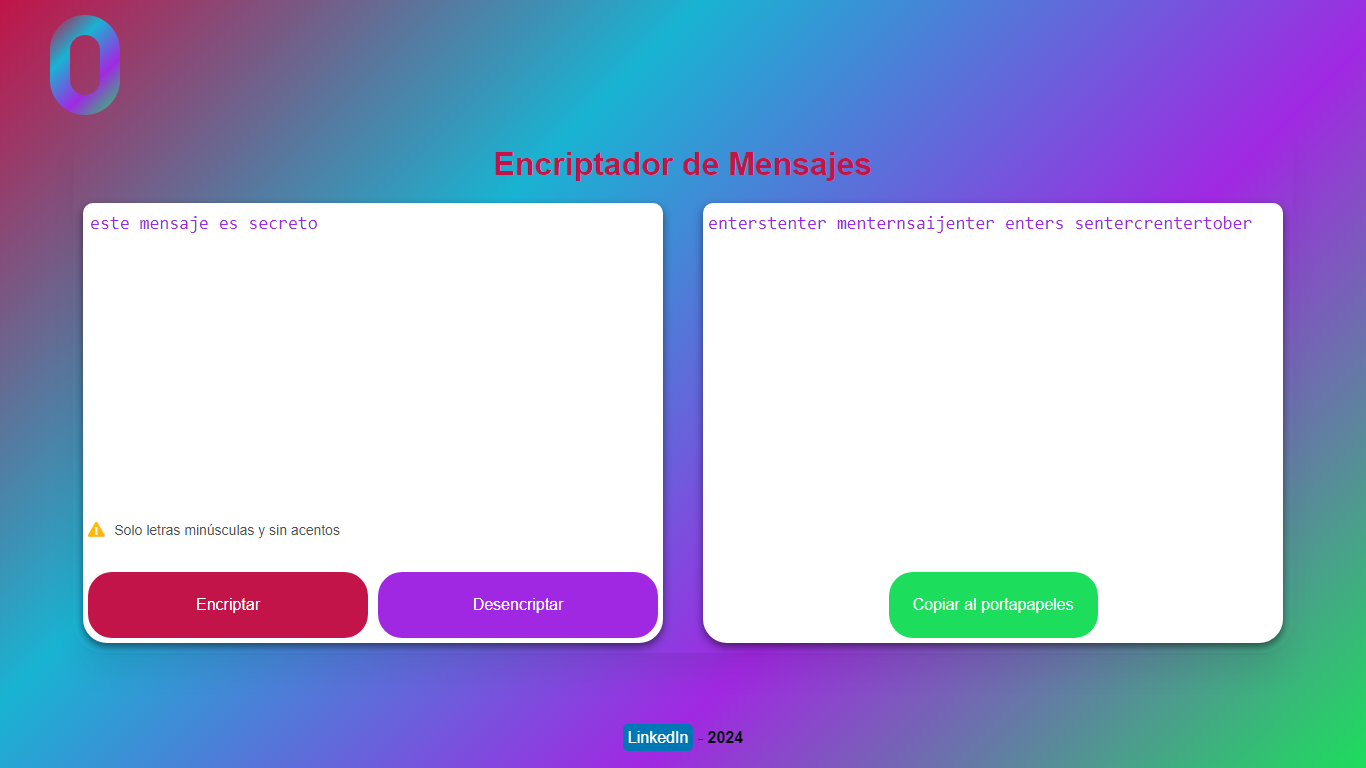 Encriptador de Mensajes
este mensaje es secreto
enterstenter menternsaijenter enters sentercrentertober
Solo letras minúsculas y sin acentos
Encriptar
Desencriptar
Copiar al portapapeles
LinkedIn - 2024